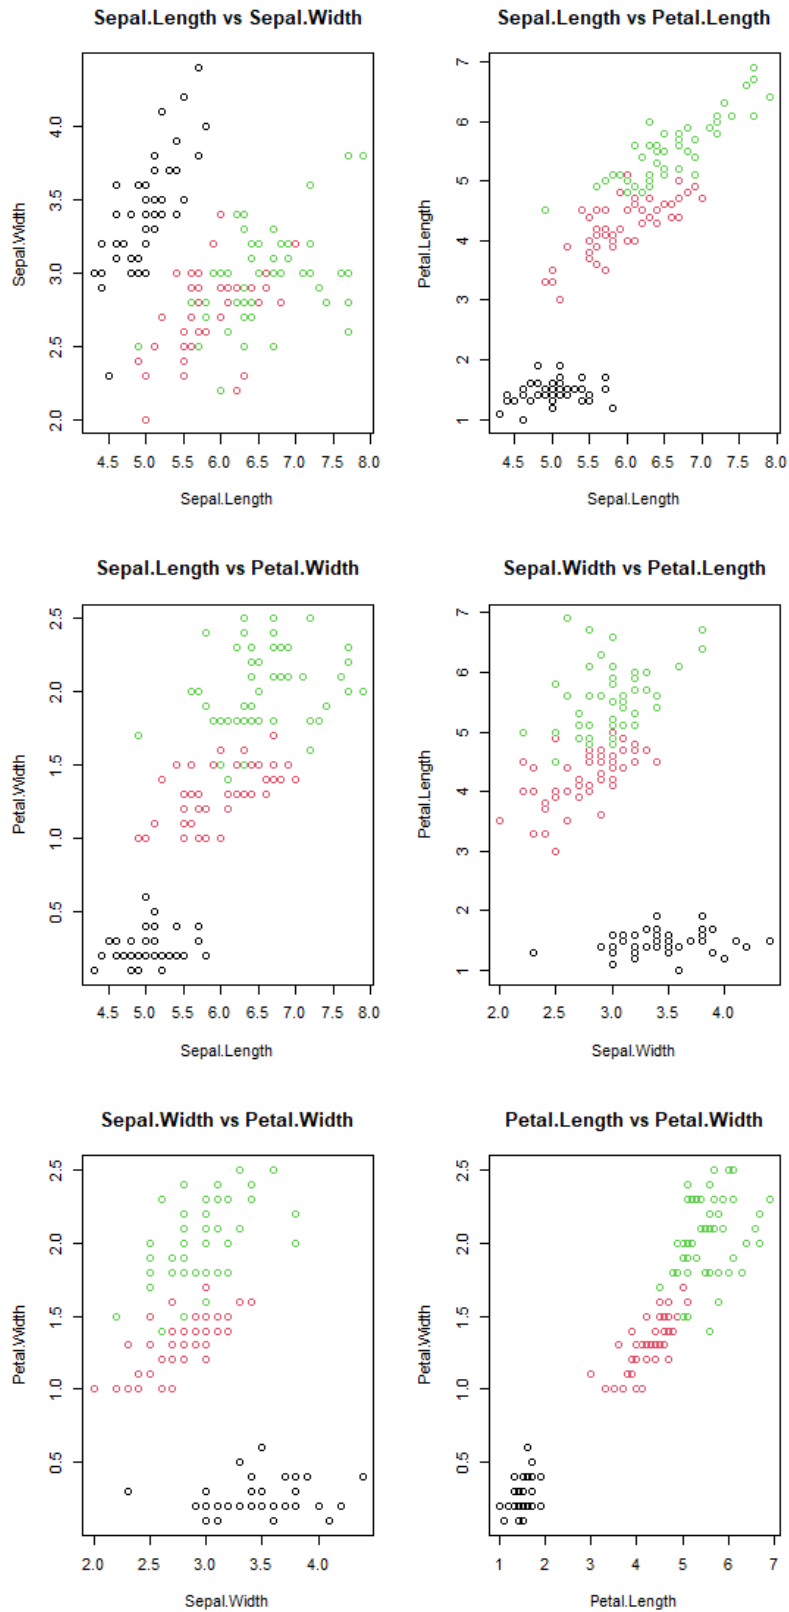 Sepal.Length vs Sepal.Width
Sepal.Width
2.0 2.5 3.0 3.5 4.0
4.5 5.0 5.5 6.0 6.5 7.0 7.5 8.0
Sepal.Length
Sepal.Length vs Petal.Length
Petal.Length
1 2 3 4 5 6 7
4.5 5.0 5.5 6.0 6.5 7.0 7.5 8.0
Sepal.Length
Sepal.Length vs Petal.Width
Petal.Width
0.5 1.0 1.5 2.0 2.5
4.5 5.0 5.5 6.0 6.5 7.0 7.5 8.0
Sepal.Length
Sepal.Width vs Petal.Length
Petal.Length
1 2 3 4 5 6 7
2.0 2.5 3.0 3.5 4.0
Sepal.Width
Sepal.Width vs Petal.Width
Petal.Width
0.5 1.0 1.5 2.0 2.5
2.0 2.5 3.0 3.5 4.0
Sepal.Width
Petal.Length vs Petal.Width
Petal.Width
0.5 1.0 1.5 2.0 2.5
1 2 3 4 5 6 7
Petal.Length